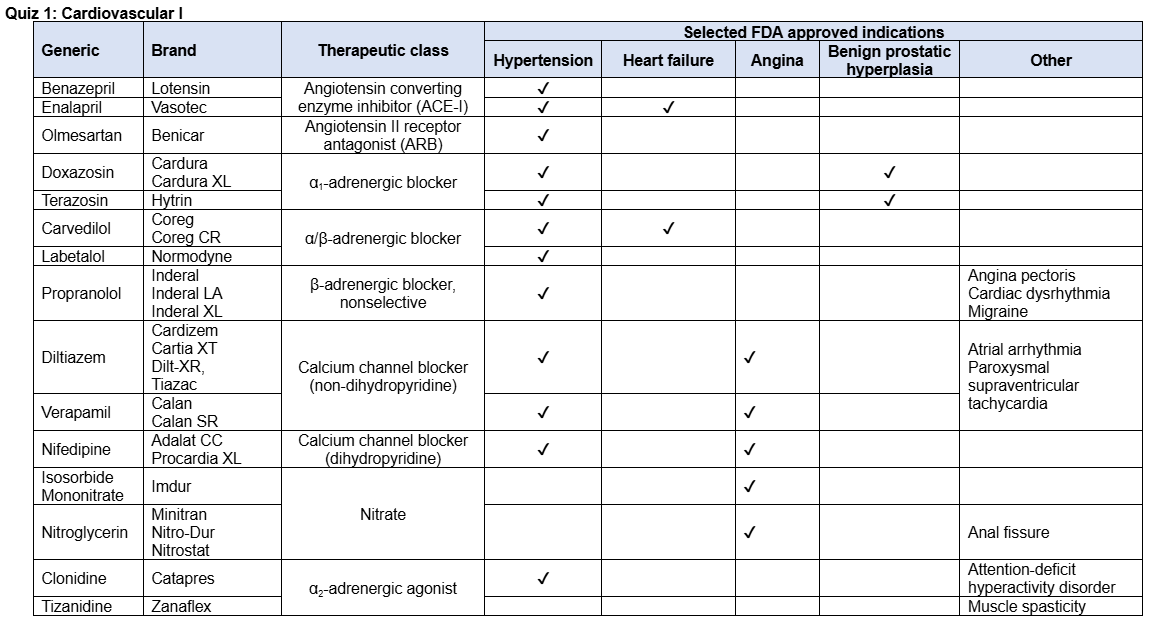 Quiz 1: Cardiovascular I
Generic Brand Therapeutic class Selected FDA approved indications
Hypertension Heart failure Angina Benign prostatic hyperplasia Other
Benazepril Lotensin Angiotensin converting enzyme inhibitor (ACE-I) ✓
Enalapril Vasotec ✓ ✓
Olmesartan Benicar Angiotensin II receptor antagonist (ARB) ✓
Doxazosin Cardura Cardura XL α₁-adrenergic blocker ✓ ✓
Terazosin Hytrin ✓ ✓
Carvedilol Coreg Coreg CR α/β-adrenergic blocker ✓ ✓
Labetalol Normodyne ✓
Propranolol Inderal Inderal LA Inderal XL β-adrenergic blocker, nonselective ✓ Angina pectoris Cardiac dysrhythmia Migraine
Diltiazem Cardizem Cartia XT Dilt-XR, Tiazac Calcium channel blocker (non-dihydropyridine) ✓ ✓ Atrial arrhythmia Paroxysmal supraventricular tachycardia
Verapamil Calan Calan SR ✓ ✓
Nifedipine Adalat CC Procardia XL Calcium channel blocker (dihydropyridine) ✓ ✓
Isosorbide Mononitrate Imdur Nitrate ✓
Nitroglycerin Minitran Nitro-Dur Nitrostat ✓ Anal fissure
Clonidine Catapres α₂-adrenergic agonist ✓ Attention-deficit hyperactivity disorder
Tizanidine Zanaflex Muscle spasticity